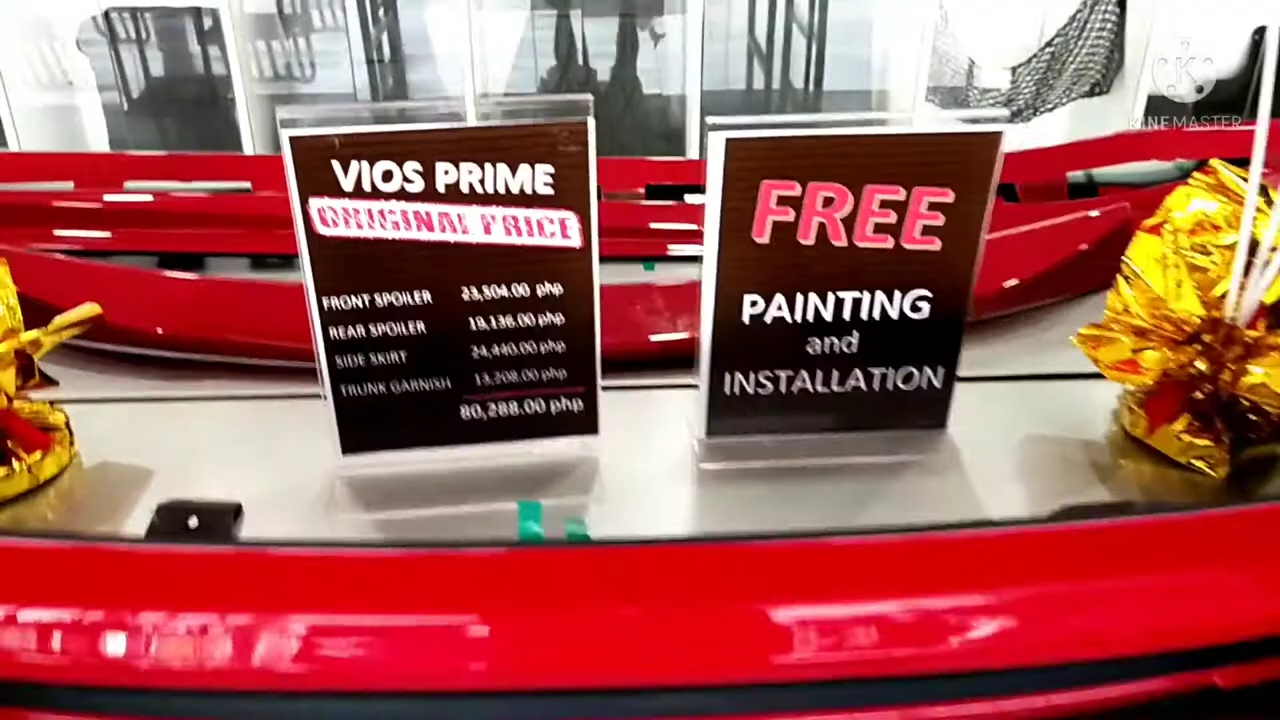 VIOS PRIME
ORIGINAL PRICE
FRONT SPOILER 23,504.00 php
REAR SPOILER 19,136.00 php
SIDE SKIRT 24,440.00 php
TRUNK GARNISH 13,208.00 php
80,288.00 php
FREE
PAINTING
and
INSTALLATION
K
KINEMASTER